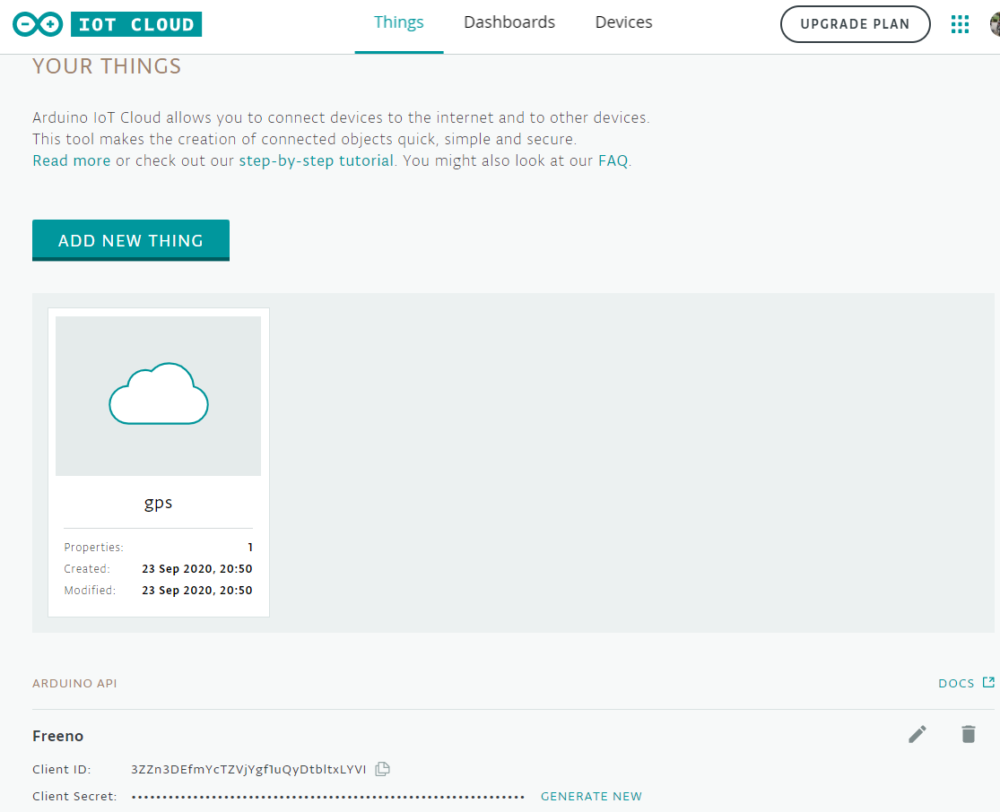 IOT CLOUD
Things
Dashboards
Devices
UPGRADE PLAN
YOUR THINGS
Arduino IoT Cloud allows you to connect devices to the internet and to other devices.
This tool makes the creation of connected objects quick, simple and secure.
Read more or check out our step-by-step tutorial. You might also look at our FAQ.
ADD NEW THING
gps
Properties: 1
Created: 23 Sep 2020, 20:50
Modified: 23 Sep 2020, 20:50
ARDUINO API
DOCS
Freeno
Client ID: 3ZZn3DEfmYcTZVjYgf1uQyDtbltxLYVI
Client Secret: ••••••••••••••••••••••••••••••••••••••••••••••••••••••••••••••••
GENERATE NEW